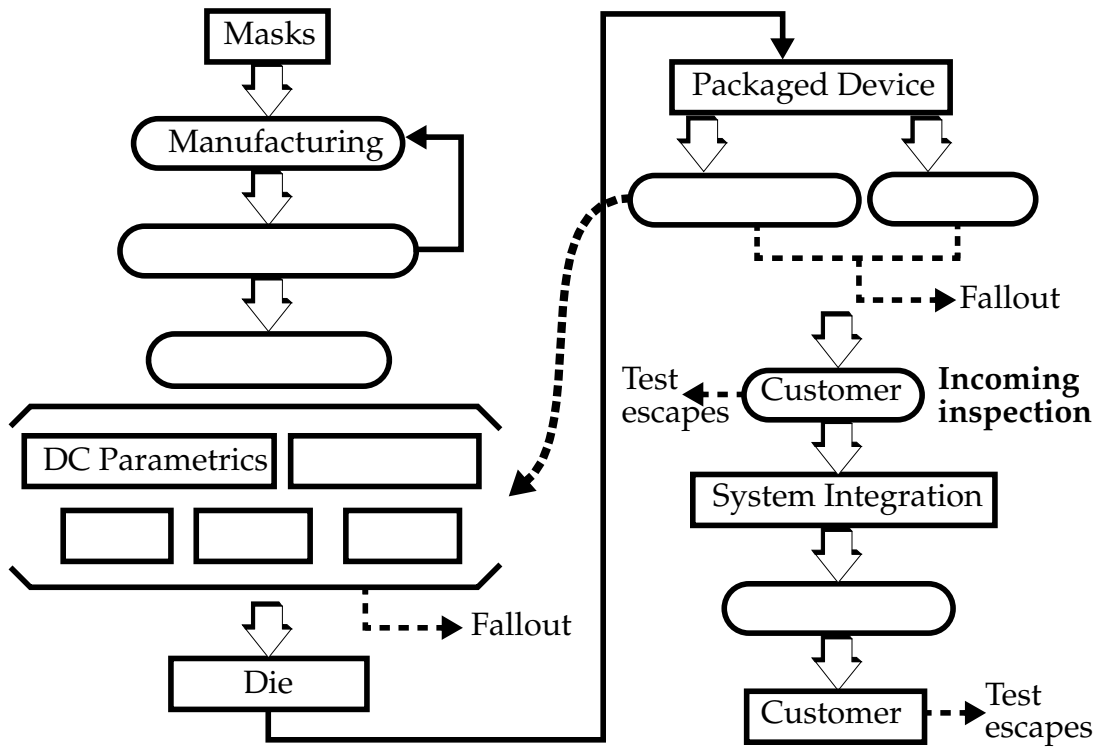 Masks
Manufacturing
DC Parametrics
Fallout
Die
Packaged Device
Fallout
Test
escapes
Customer
Incoming
inspection
System Integration
Customer
Test
escapes